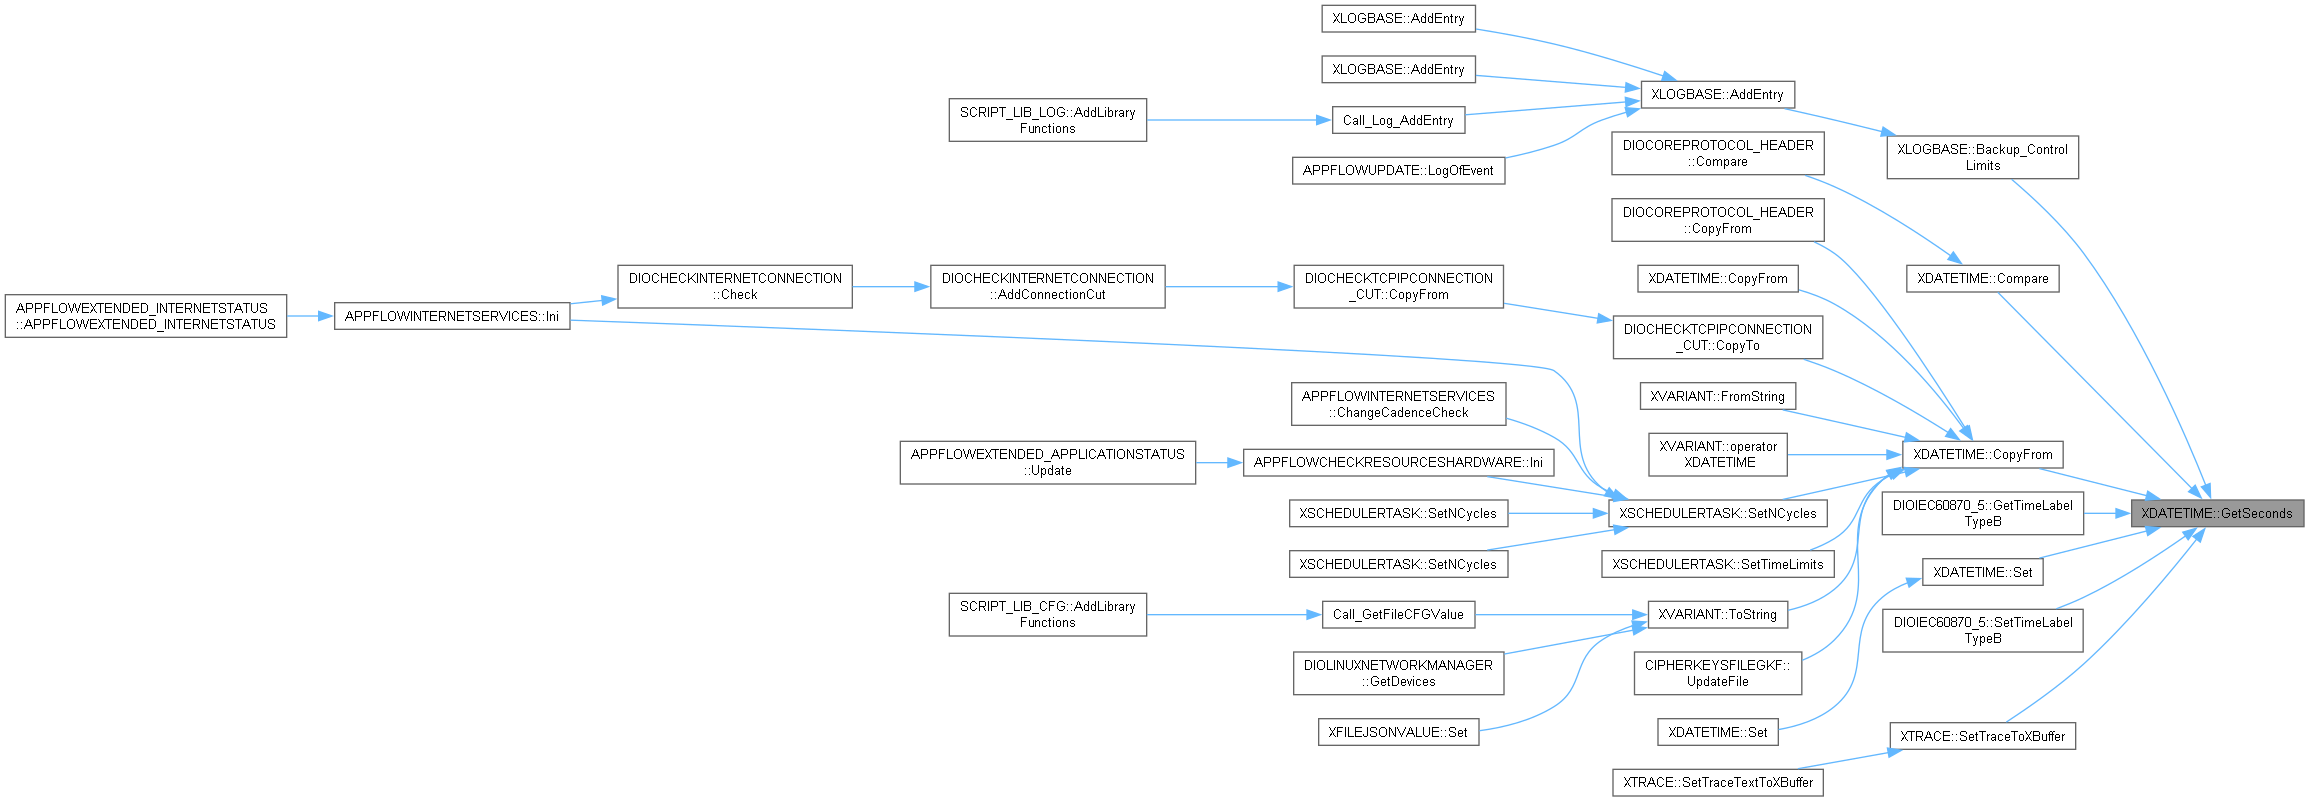 XLOGBASE::AddEntry
XLOGBASE::AddEntry
XLOGBASE::AddEntry
SCRIPT_LIB_LOG::AddLibrary
Functions
Call_Log_AddEntry
DIOCOREPROTOCOL_HEADER
::Compare
XLOGBASE::Backup_Control
Limits
APPFLOWUPDATE::LogOfEvent
DIOCOREPROTOCOL_HEADER
::CopyFrom
DIOCHECKINTERNETCONNECTION
::Check
DIOCHECKINTERNETCONNECTION
::AddConnectionCut
DIOCHECKTCPIPCONNECTION
_CUT::CopyFrom
XDATETIME::CopyFrom
XDATETIME::Compare
APPFLOWEXTENDED_INTERNETSTATUS
::APPFLOWEXTENDED_INTERNETSTATUS
APPFLOWINTERNETSERVICES::Ini
DIOCHECKTCPIPCONNECTION
_CUT::CopyTo
APPFLOWINTERNETSERVICES
::ChangeCadenceCheck
XVARIANT::FromString
APPFLOWEXTENDED_APPLICATIONSTATUS
::Update
APPFLOWCHECKRESOURCESHARDWARE::Ini
XVARIANT::operator
XDATETIME
XDATETIME::CopyFrom
XSCHEDULERTASK::SetNCycles
XSCHEDULERTASK::SetNCycles
DIOIEC60870_5::GetTimeLabel
TypeB
XDATETIME::GetSeconds
XSCHEDULERTASK::SetNCycles
XSCHEDULERTASK::SetTimeLimits
XDATETIME::Set
SCRIPT_LIB_CFG::AddLibrary
Functions
Call_GetFileCFGValue
XVARIANT::ToString
DIOIEC60870_5::SetTimeLabel
TypeB
DIOLINUXNETWORKMANAGER
::GetDevices
CIPHERKEYSFILEGKF::
UpdateFile
XFILEJSONVALUE::Set
XDATETIME::Set
XTRACE::SetTraceToXBuffer
XTRACE::SetTraceTextToXBuffer